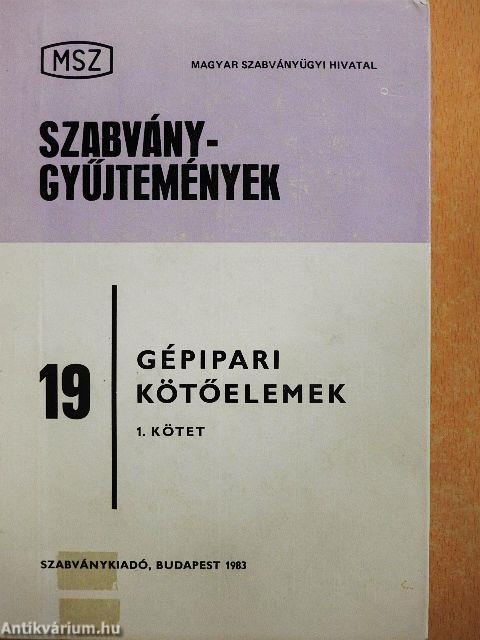 MSZ
MAGYAR SZABVÁNYÜGYI HIVATAL
SZABVÁNY-
GYŰJTEMÉNYEK
19
GÉPIPARI
KÖTŐELEMEK
1. KÖTET
SZABVÁNYKIADÓ, BUDAPEST 1983
Antikvárium.hu